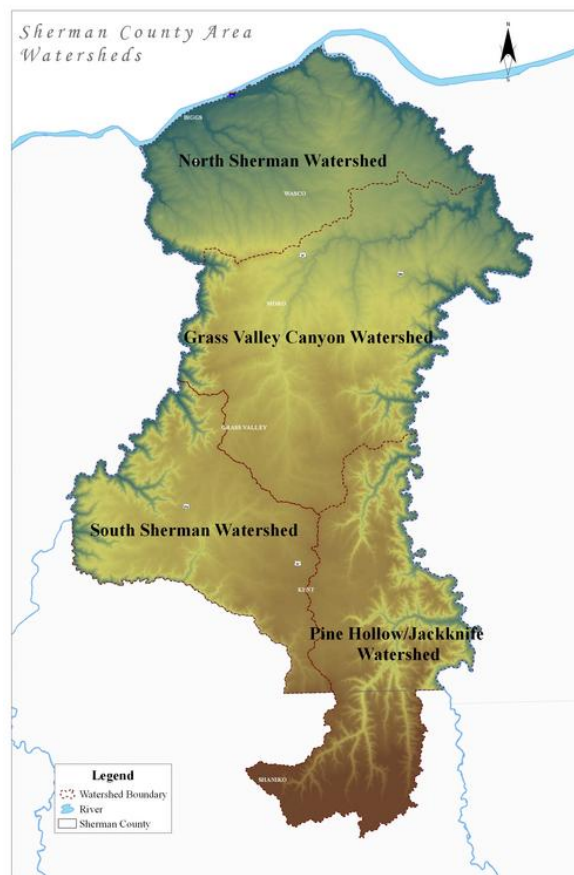 Sherman County Area
Watersheds
N
BIGGS
North Sherman Watershed
WASCO
MORO
Grass Valley Canyon Watershed
GRASS VALLEY
South Sherman Watershed
KENT
Pine Hollow/Jackknife
Watershed
SHANIKO
Legend
Watershed Boundary
River
Sherman County